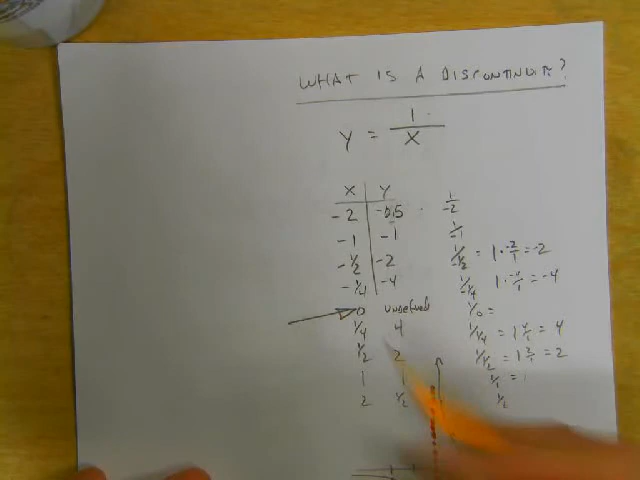 WHAT IS A DISCONTINUITY?
y = 1/x
x y
-2 -0.5 1/-2
-1 -1 1/-1
-1/2 -2 1/-1/2 = 1·-2/1 = -2
-1/4 -4 1/-1/4 1·-4/1 = -4
0 undefined 1/0 =
1/4 4 1/1/4 = 1 4/1 = 4
1/2 2 1/1/2 = 1 2/1 = 2
1 1 1/1 =
2 1/2 1/2